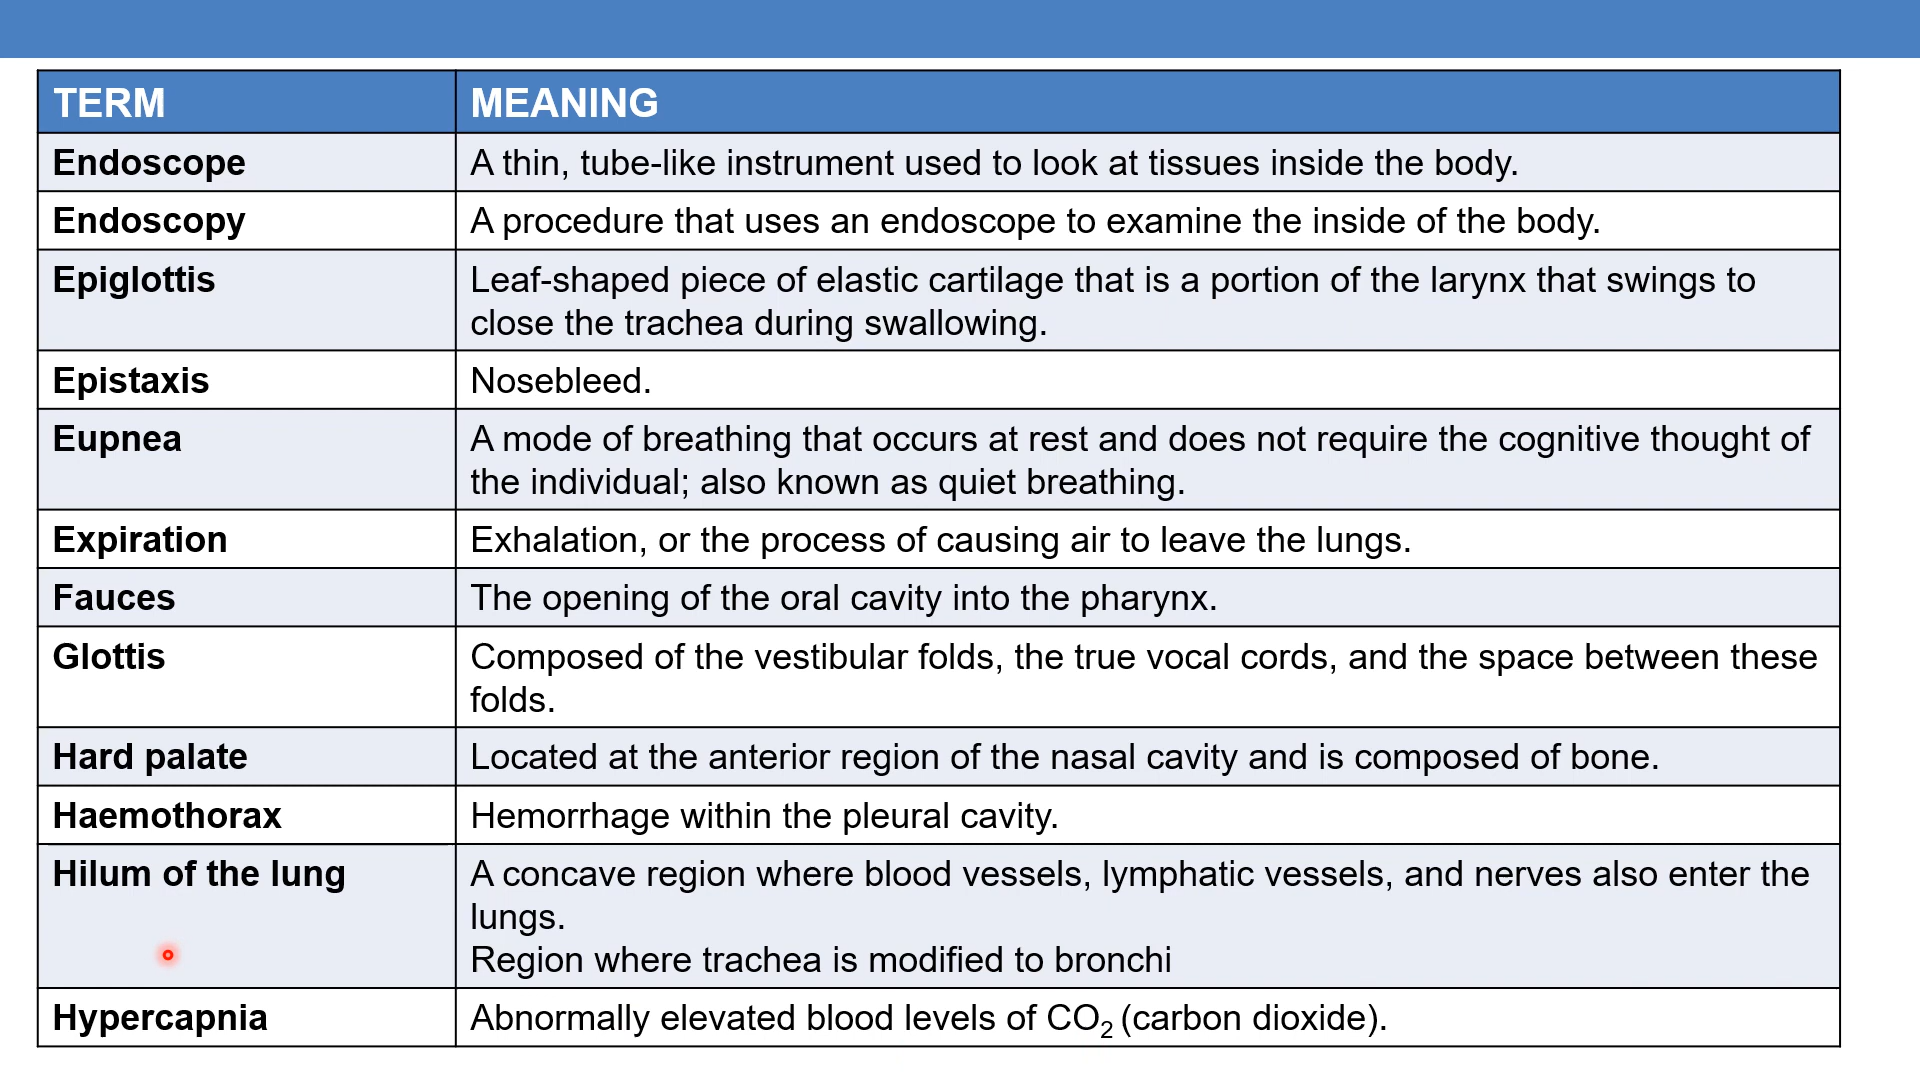 TERM MEANING
Endoscope A thin, tube-like instrument used to look at tissues inside the body.
Endoscopy A procedure that uses an endoscope to examine the inside of the body.
Epiglottis Leaf-shaped piece of elastic cartilage that is a portion of the larynx that swings to
close the trachea during swallowing.
Epistaxis Nosebleed.
Eupnea A mode of breathing that occurs at rest and does not require the cognitive thought of
the individual; also known as quiet breathing.
Expiration Exhalation, or the process of causing air to leave the lungs.
Fauces The opening of the oral cavity into the pharynx.
Glottis Composed of the vestibular folds, the true vocal cords, and the space between these
folds.
Hard palate Located at the anterior region of the nasal cavity and is composed of bone.
Haemothorax Hemorrhage within the pleural cavity.
Hilum of the lung A concave region where blood vessels, lymphatic vessels, and nerves also enter the
lungs.
Region where trachea is modified to bronchi
Hypercapnia Abnormally elevated blood levels of CO₂ (carbon dioxide).